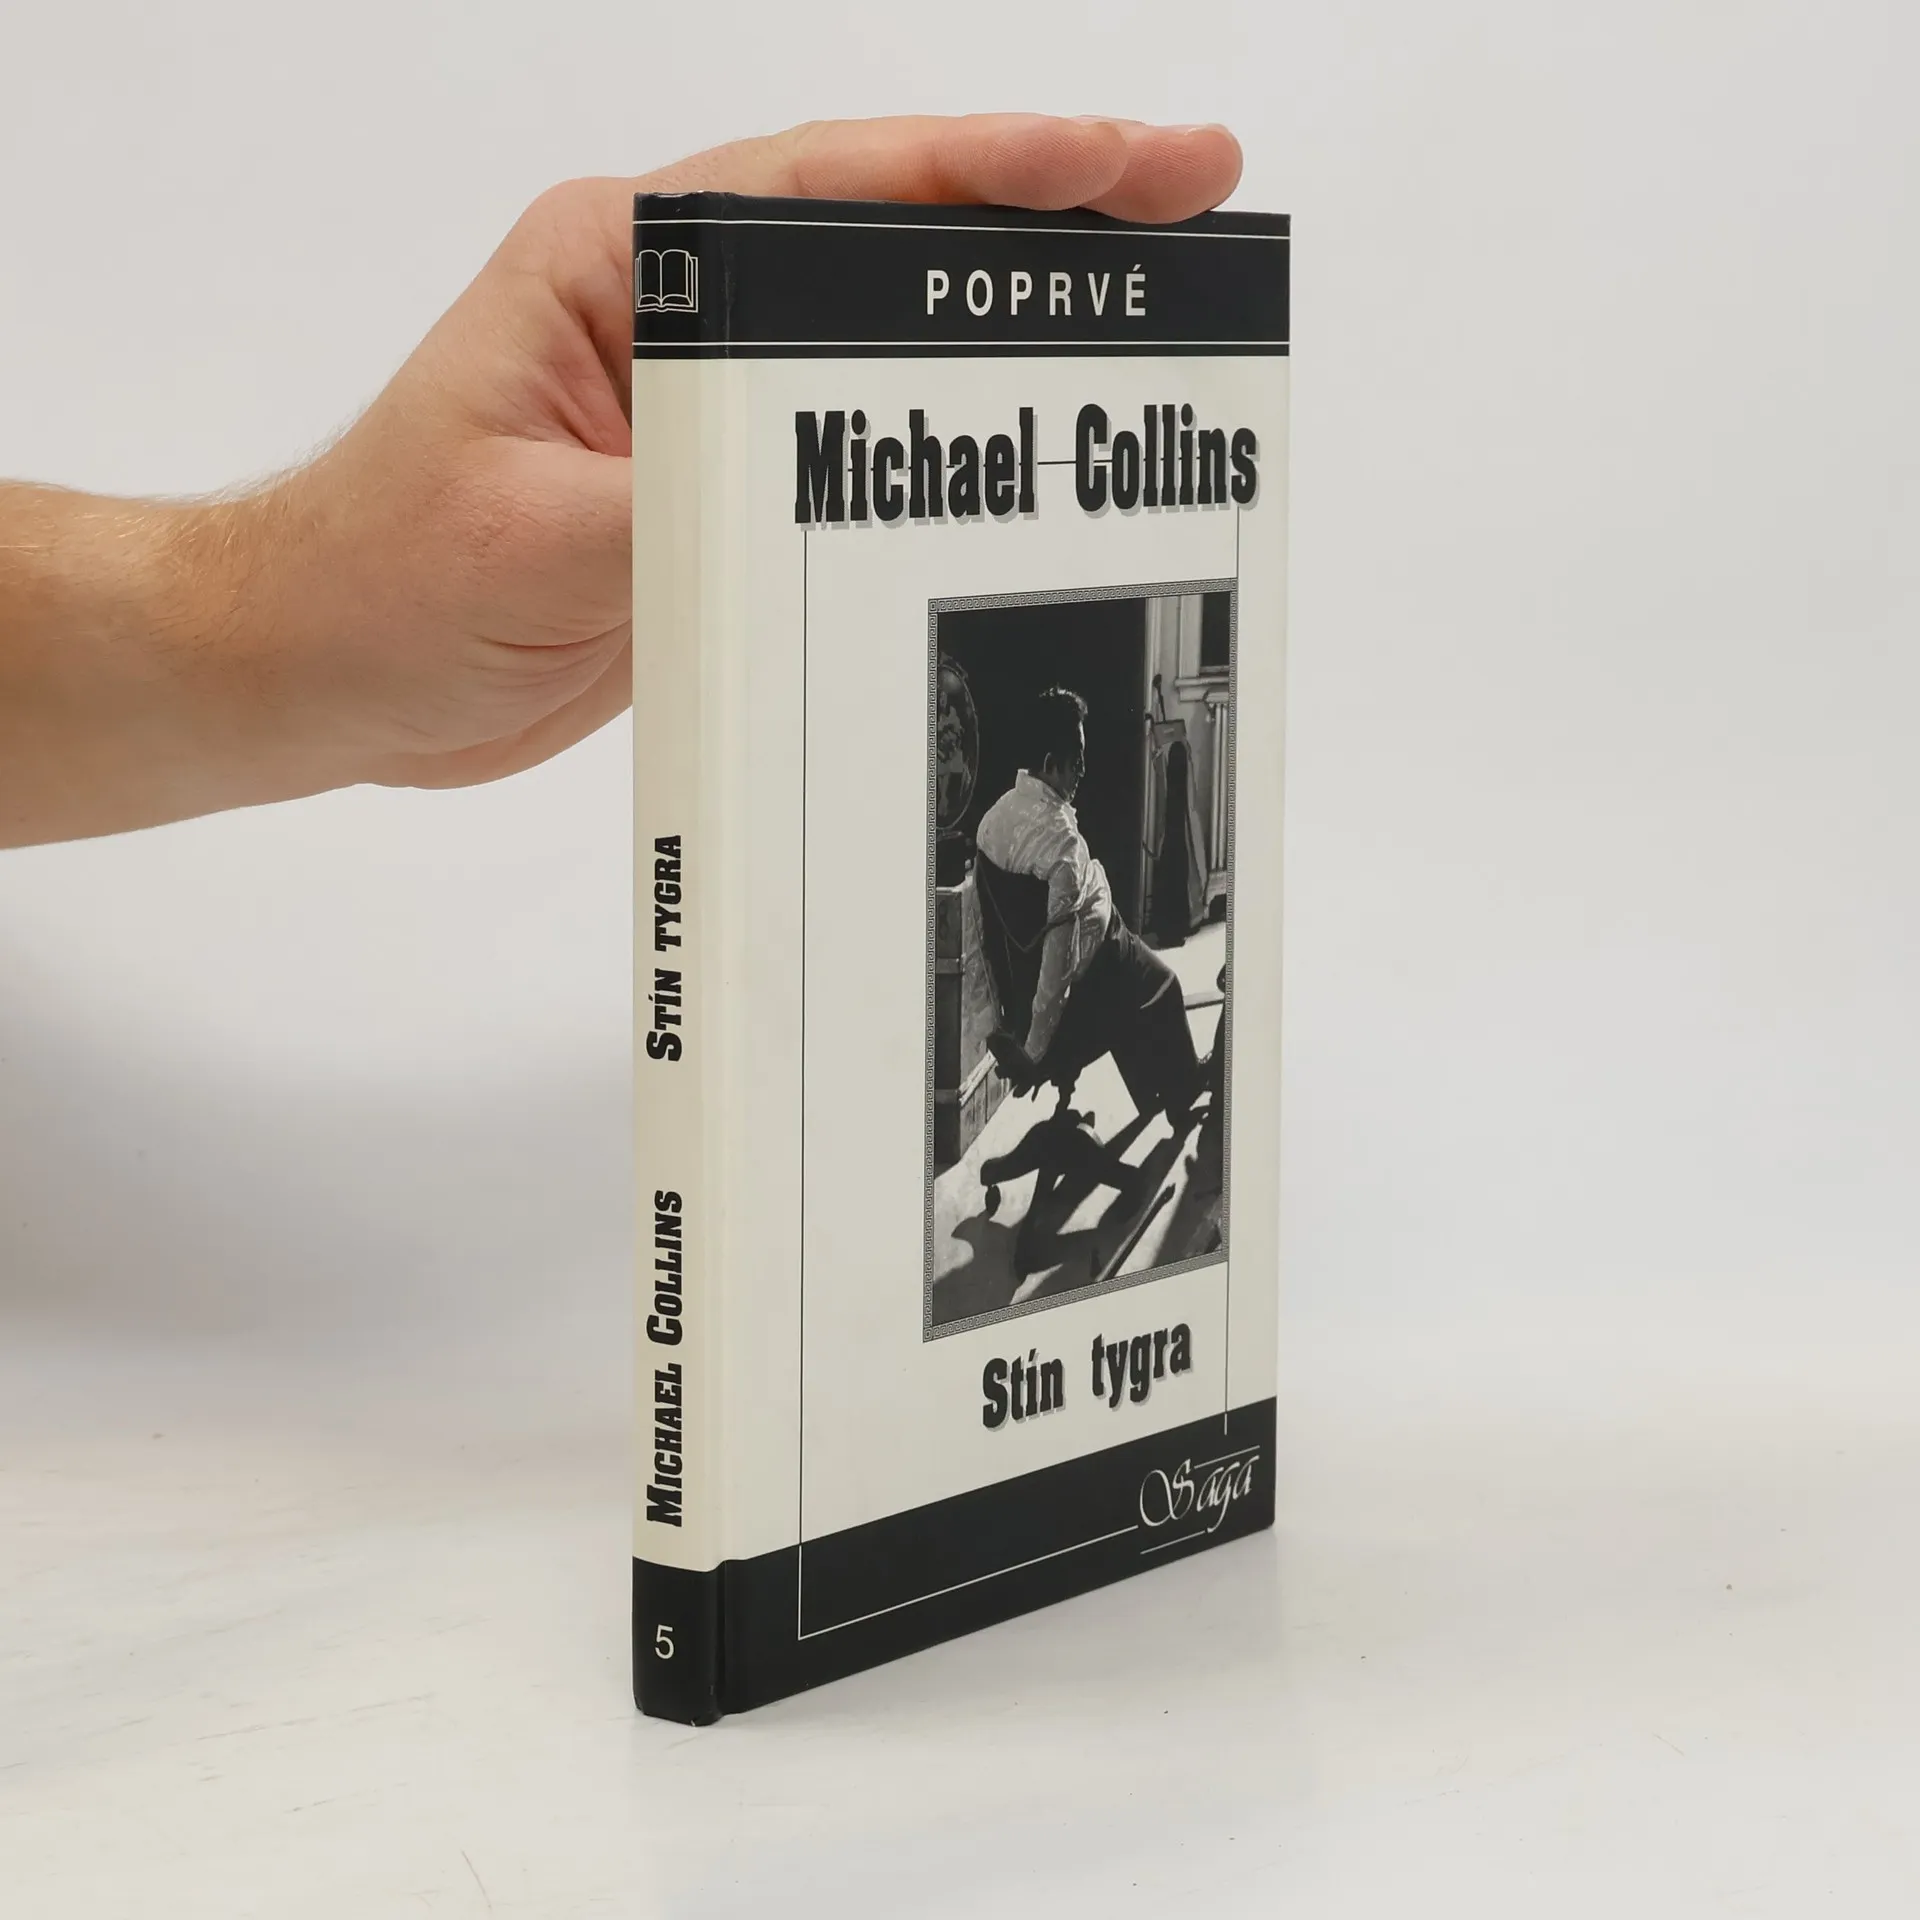 POPRVÉ
Michael Collins
Stín tygra
Saga
MICHAEL COLLINS STÍN TYGRA
5